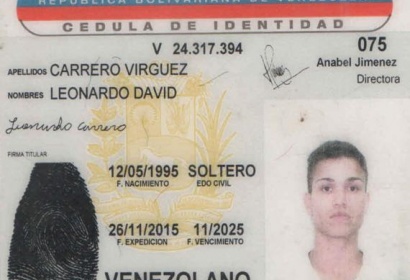 REPUBLICA BOLIVARIANA DE VENEZUELA
CEDULA DE IDENTIDAD
V 24.317.394
075
Anabel Jimenez
Directora
APELLIDOS CARRERO VIRGUEZ
NOMBRES LEONARDO DAVID
Leonardo Carrero
FIRMA TITULAR
12/05/1995 SOLTERO
F. NACIMIENTO EDO CIVIL
26/11/2015 11/2025
F. EXPEDICION F. VENCIMIENTO
VENEZOLANO